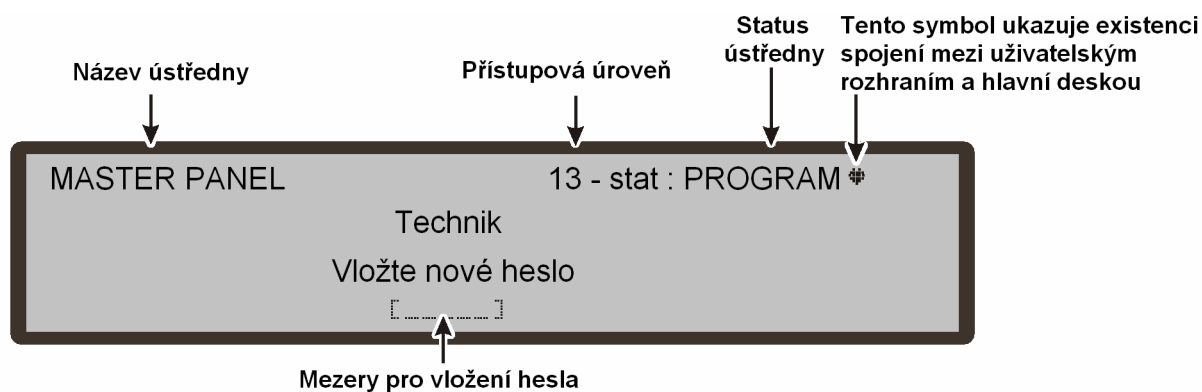 Název ústředny
Přístupová úroveň
Status
ústředny
Tento symbol ukazuje existenci
spojení mezi uživatelským
rozhraním a hlavní deskou
MASTER PANEL
13 - stat : PROGRAM
Technik
Vložte nové heslo
[_____]
Mezery pro vložení hesla